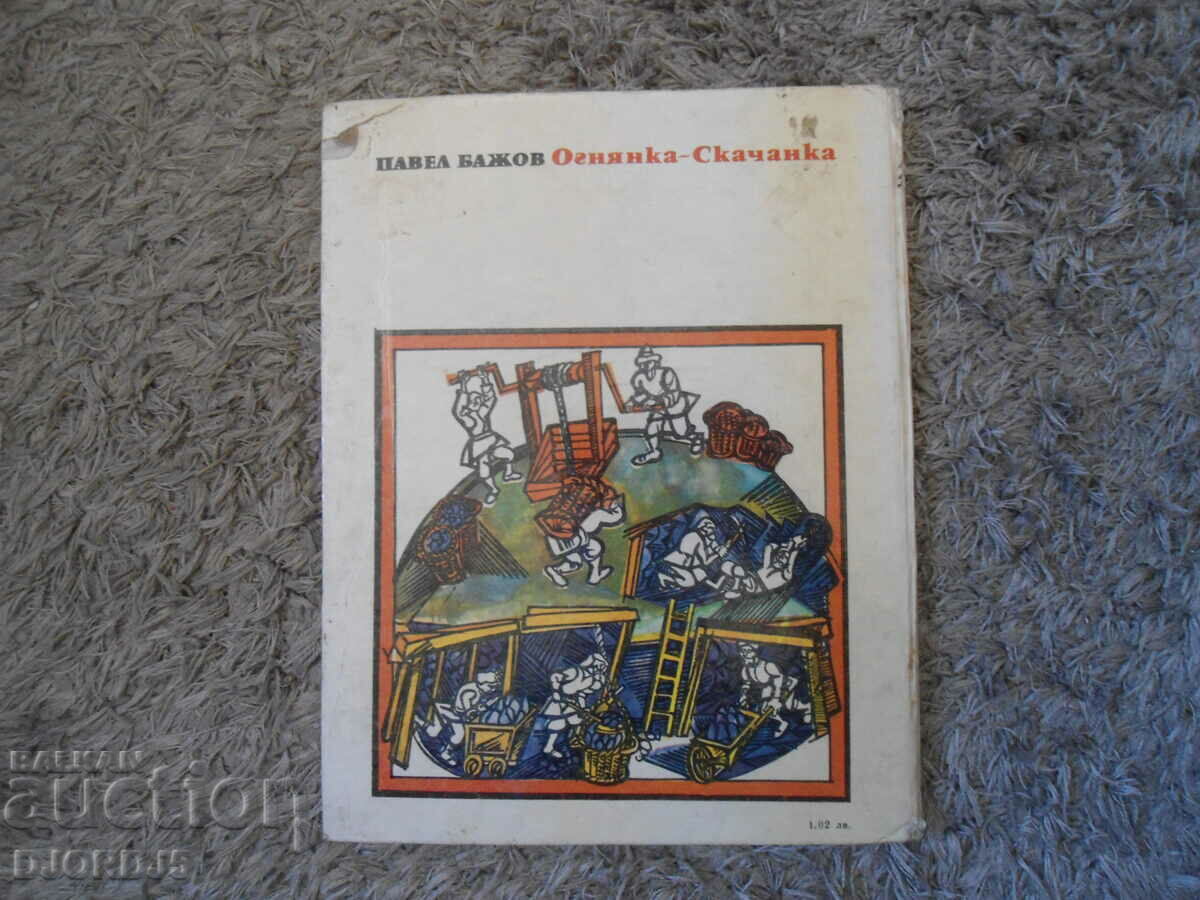 ПАВЕЛ БАЖОВ Огнянка-Скачанка
1.02 лв.
BALKAN
auction
DJORDJ5